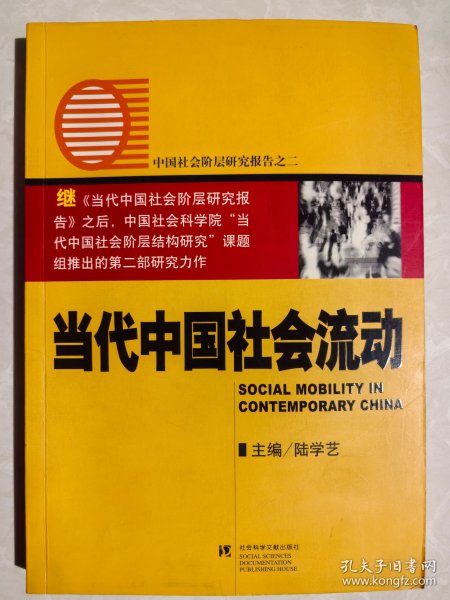 中国社会阶层研究报告之二
继《当代中国社会阶层研究报
告》之后，中国社会科学院“当
代中国社会阶层结构研究”课题
组推出的第二部研究力作
当代中国社会流动
SOCIAL MOBILITY IN
CONTEMPORARY CHINA
主编/陆学艺
社会科学文献出版社
SOCIAL SCIENCES
DOCUMENTATION
PUBLISHING HOUSE
孔夫子旧书网
www.kongfz.com